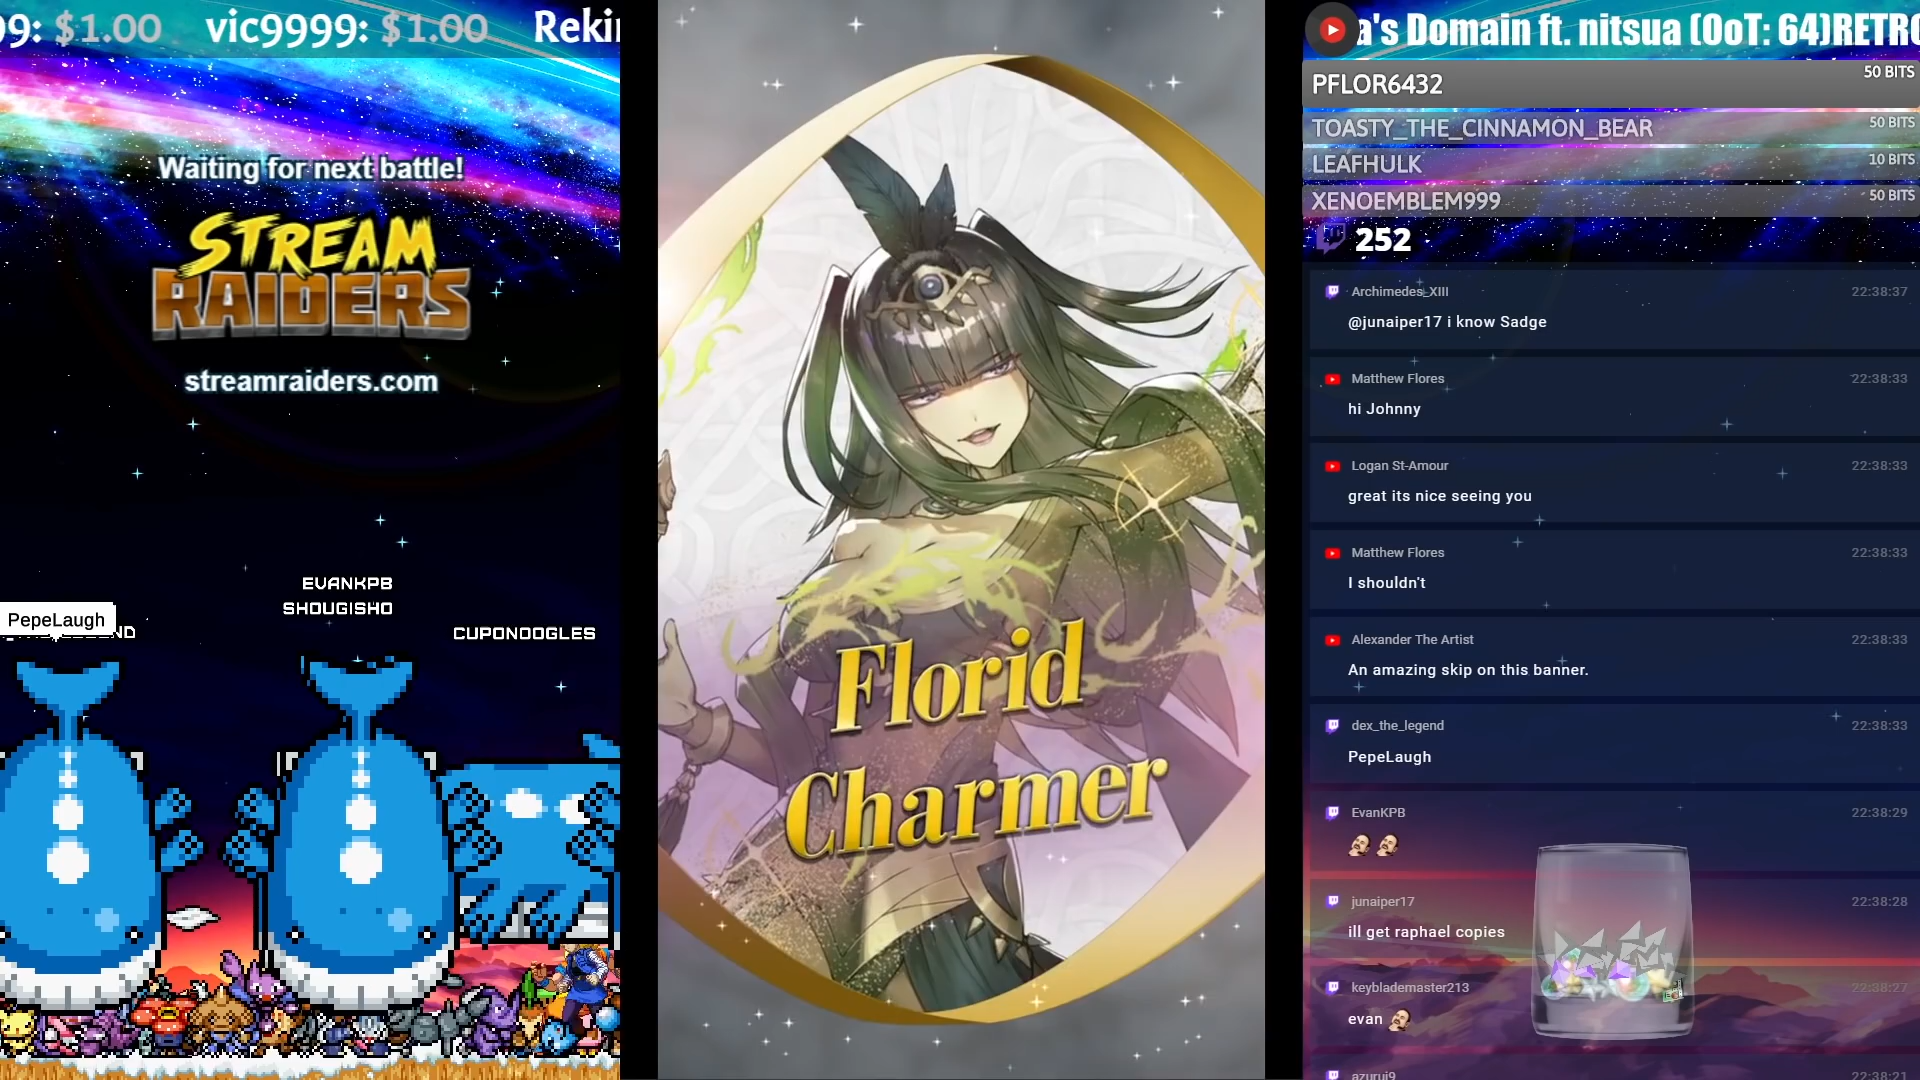 99: $1.00 vic9999: $1.00
Waiting for next battle!
STREAM
RAIDERS
streamraiders.com
EVANKPB
SHOUGISHO
PepeLaugh
CUPONOOGLES
Florid
Charmer
a's Domain ft. nitsua (OoT: 64)RETRO
PFLOR6432 50 BITS
TOASTY_THE_CINNAMON_BEAR 50 BITS
LEAFHULK 10 BITS
XENOEMBLEM999 50 BITS
252
Archimedes_XIII 22:38:37
@junaiper17 i know Sadge
Matthew Flores 22:38:33
hi Johnny
Logan St-Amour 22:38:33
great its nice seeing you
Matthew Flores 22:38:33
I shouldn't
Alexander The Artist 22:38:33
An amazing skip on this banner.
dex_the_legend 22:38:33
PepeLaugh
EvanKPB 22:38:29
junaiper17 22:38:28
ill get raphael copies
keyblademaster213 22:38:27
evan
azurui9 22:38:21